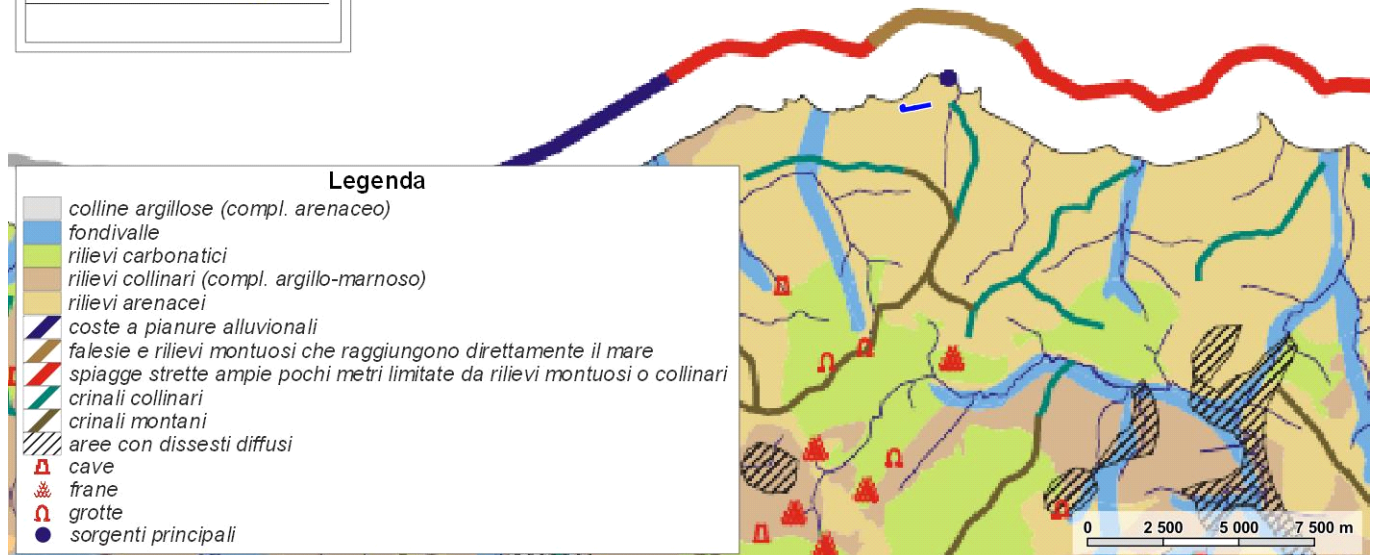 Legenda
colline argillose (compl. arenaceo)
fondivalle
rilievi carbonatici
rilievi collinari (compl. argillo-marnoso)
rilievi arenacei
coste a pianure alluvionali
falesie e rilievi montuosi che raggiungono direttamente il mare
spiagge strette ampie pochi metri limitate da rilievi montuosi o collinari
crinali collinari
crinali montani
aree con dissesti diffusi
cave
frane
grotte
sorgenti principali
0 2 500 5 000 7 500 m